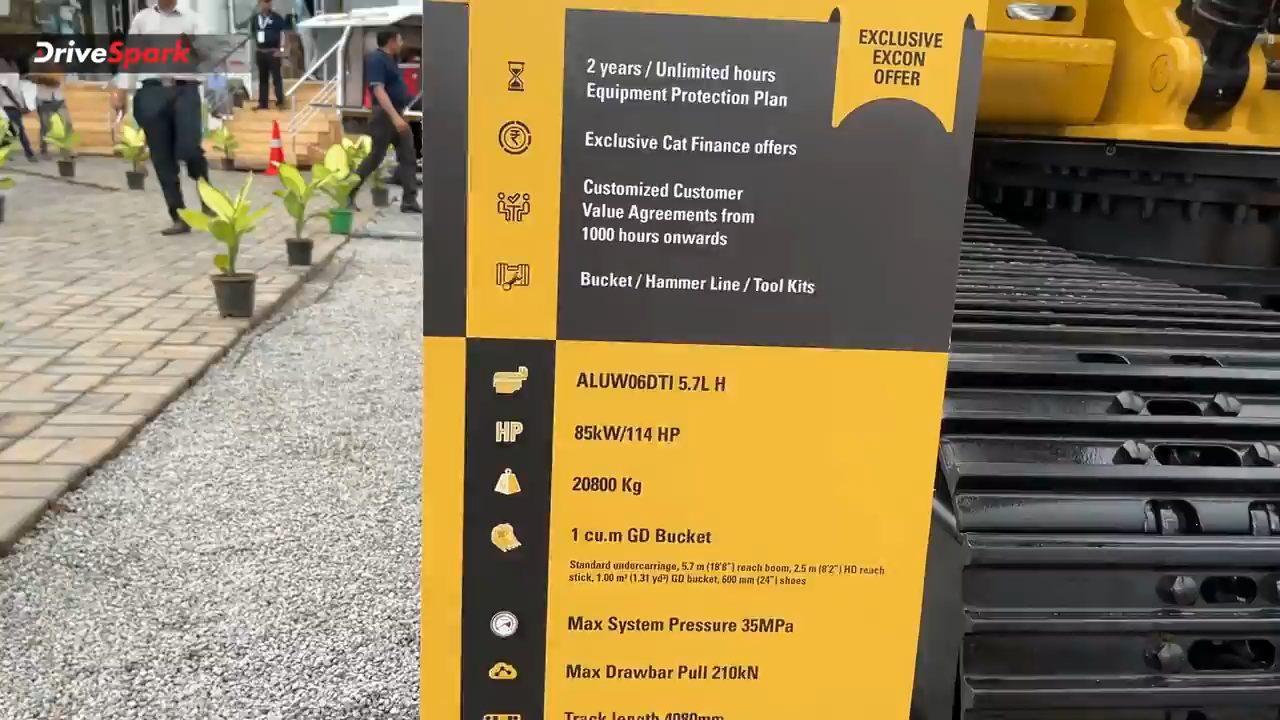 DriveSpark
EXCLUSIVE
EXCON
OFFER
2 years / Unlimited hours
Equipment Protection Plan
Exclusive Cat Finance offers
Customized Customer
Value Agreements from
1000 hours onwards
Bucket / Hammer Line / Tool Kits
ALUW06DTI 5.7L H
HP
85kW/114 HP
20800 Kg
1 cu.m GD Bucket
Standard undercarriage, 5.7 m (18'8") reach boom, 2.5 m (8'2") HD reach
stick, 1.00 m³ (1.31 yd³) GD bucket, 600 mm (24") shoes
Max System Pressure 35MPa
Max Drawbar Pull 210kN
Track length 4080mm